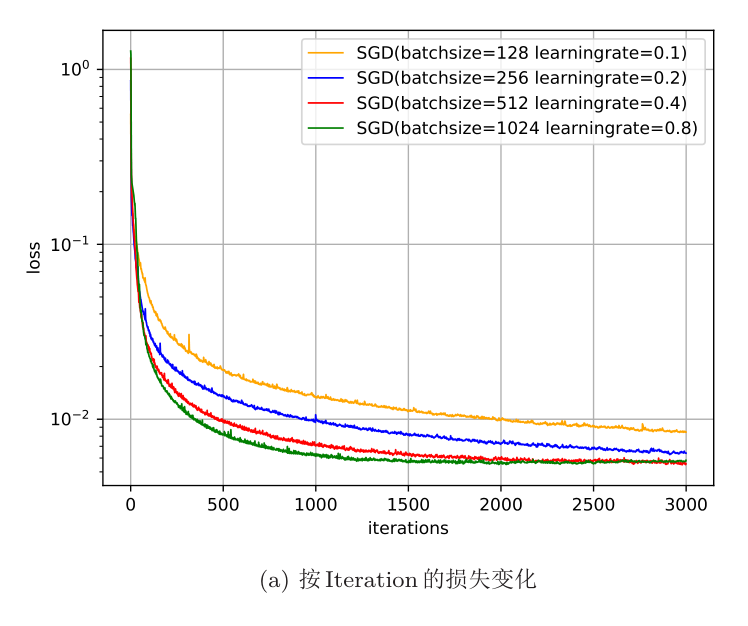 SGD(batchsize=128 learningrate=0.1)
SGD(batchsize=256 learningrate=0.2)
SGD(batchsize=512 learningrate=0.4)
SGD(batchsize=1024 learningrate=0.8)
10⁰
10⁻¹
10⁻²
loss
0 500 1000 1500 2000 2500 3000
iterations
(a) 按 Iteration 的损失变化